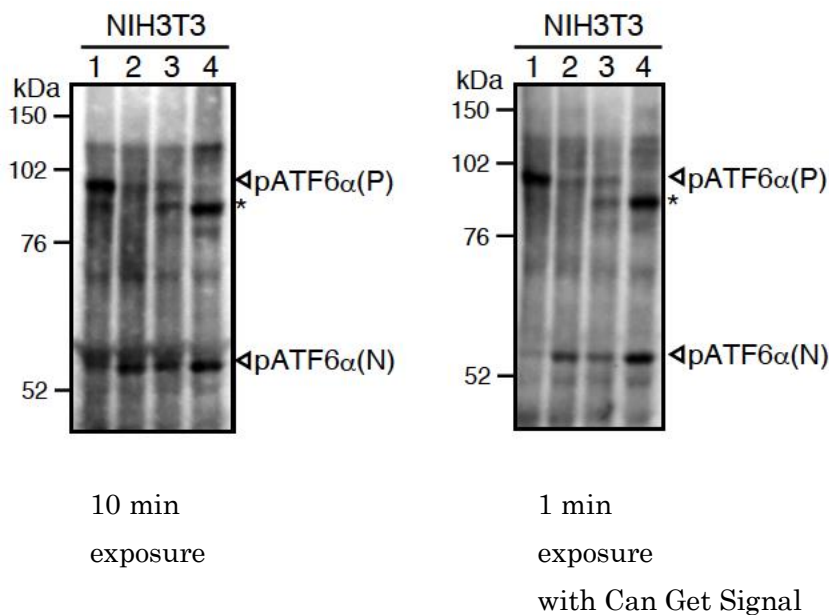 NIH3T3
1 2 3 4
kDa
150
102
◁pATF6α(P)
*
76
◁pATF6α(N)
52
10 min
exposure
NIH3T3
1 2 3 4
kDa
150
102
◁pATF6α(P)
*
76
◁pATF6α(N)
52
1 min
exposure
with Can Get Signal